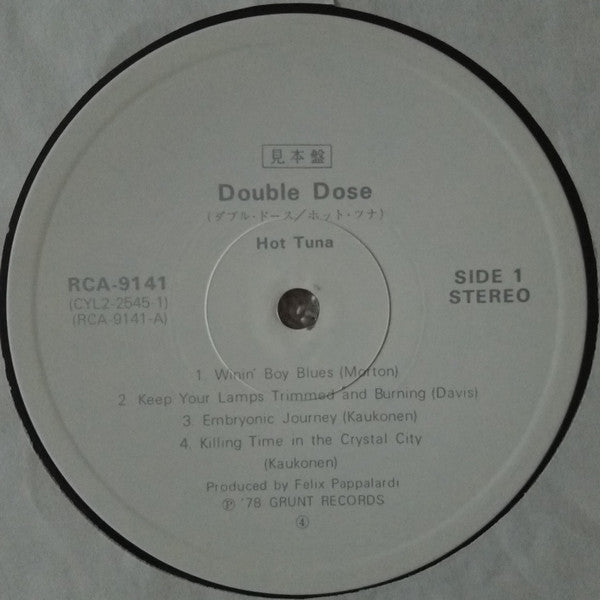 見本盤
Double Dose
(ダブル・ドース/ホット・ツナ)
Hot Tuna
RCA-9141
(CYL2-2545-1)
(RCA-9141-A)
SIDE 1
STEREO
1. Winin' Boy Blues (Morton)
2. Keep Your Lamps Trimmed and Burning (Davis)
3. Embryonic Journey (Kaukonen)
4. Killing Time in the Crystal City
(Kaukonen)
Produced by Felix Pappalardi
Ⓟ '78 GRUNT RECORDS
④